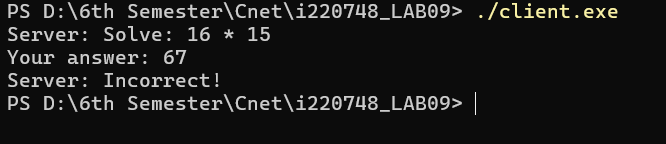 PS D:\6th Semester\Cnet\i220748_LAB09> ./client.exe
Server: Solve: 16 * 15
Your answer: 67
Server: Incorrect!
PS D:\6th Semester\Cnet\i220748_LAB09>